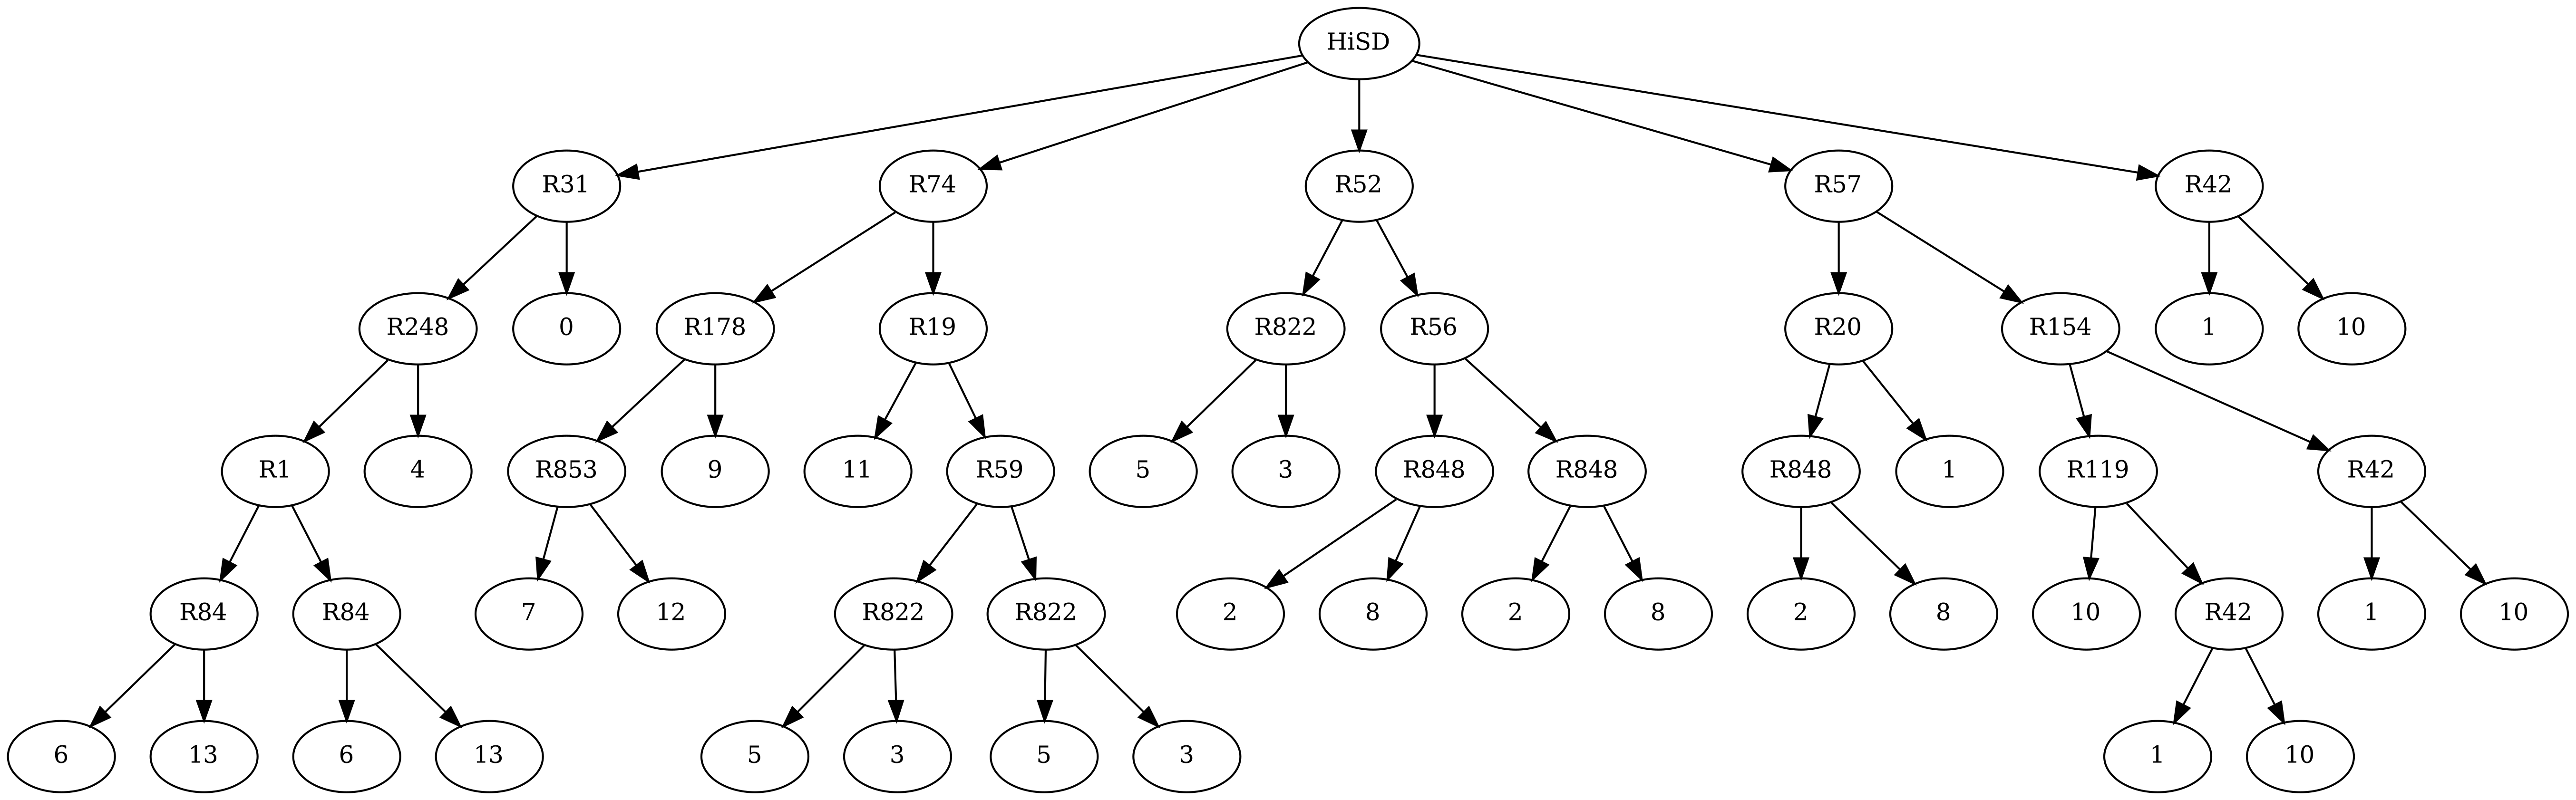 HiSD
R31 R74 R52 R57 R42
R248 0 R178 R19 R822 R56 R20 R154 1 10
R1 4 R853 9 11 R59 5 3 R848 R848 R848 1 R119 R42
R84 R84 7 12 R822 R822 2 8 2 8 2 8 10 R42 1 10
6 13 6 13 5 3 5 3 1 10